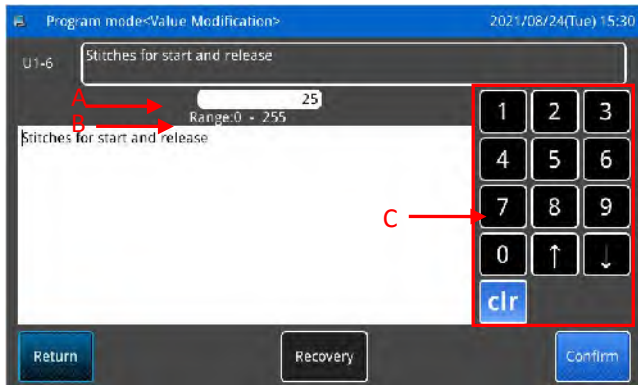 Program mode<Value Modification> 2021/08/24(Tue) 15:30
U1-6 Stitches for start and release
A 25
B Range:0 - 255
Stitches for start and release
1 2 3
4 5 6
C 7 8 9
0 ↑ ↓
clr
Return Recovery Confirm